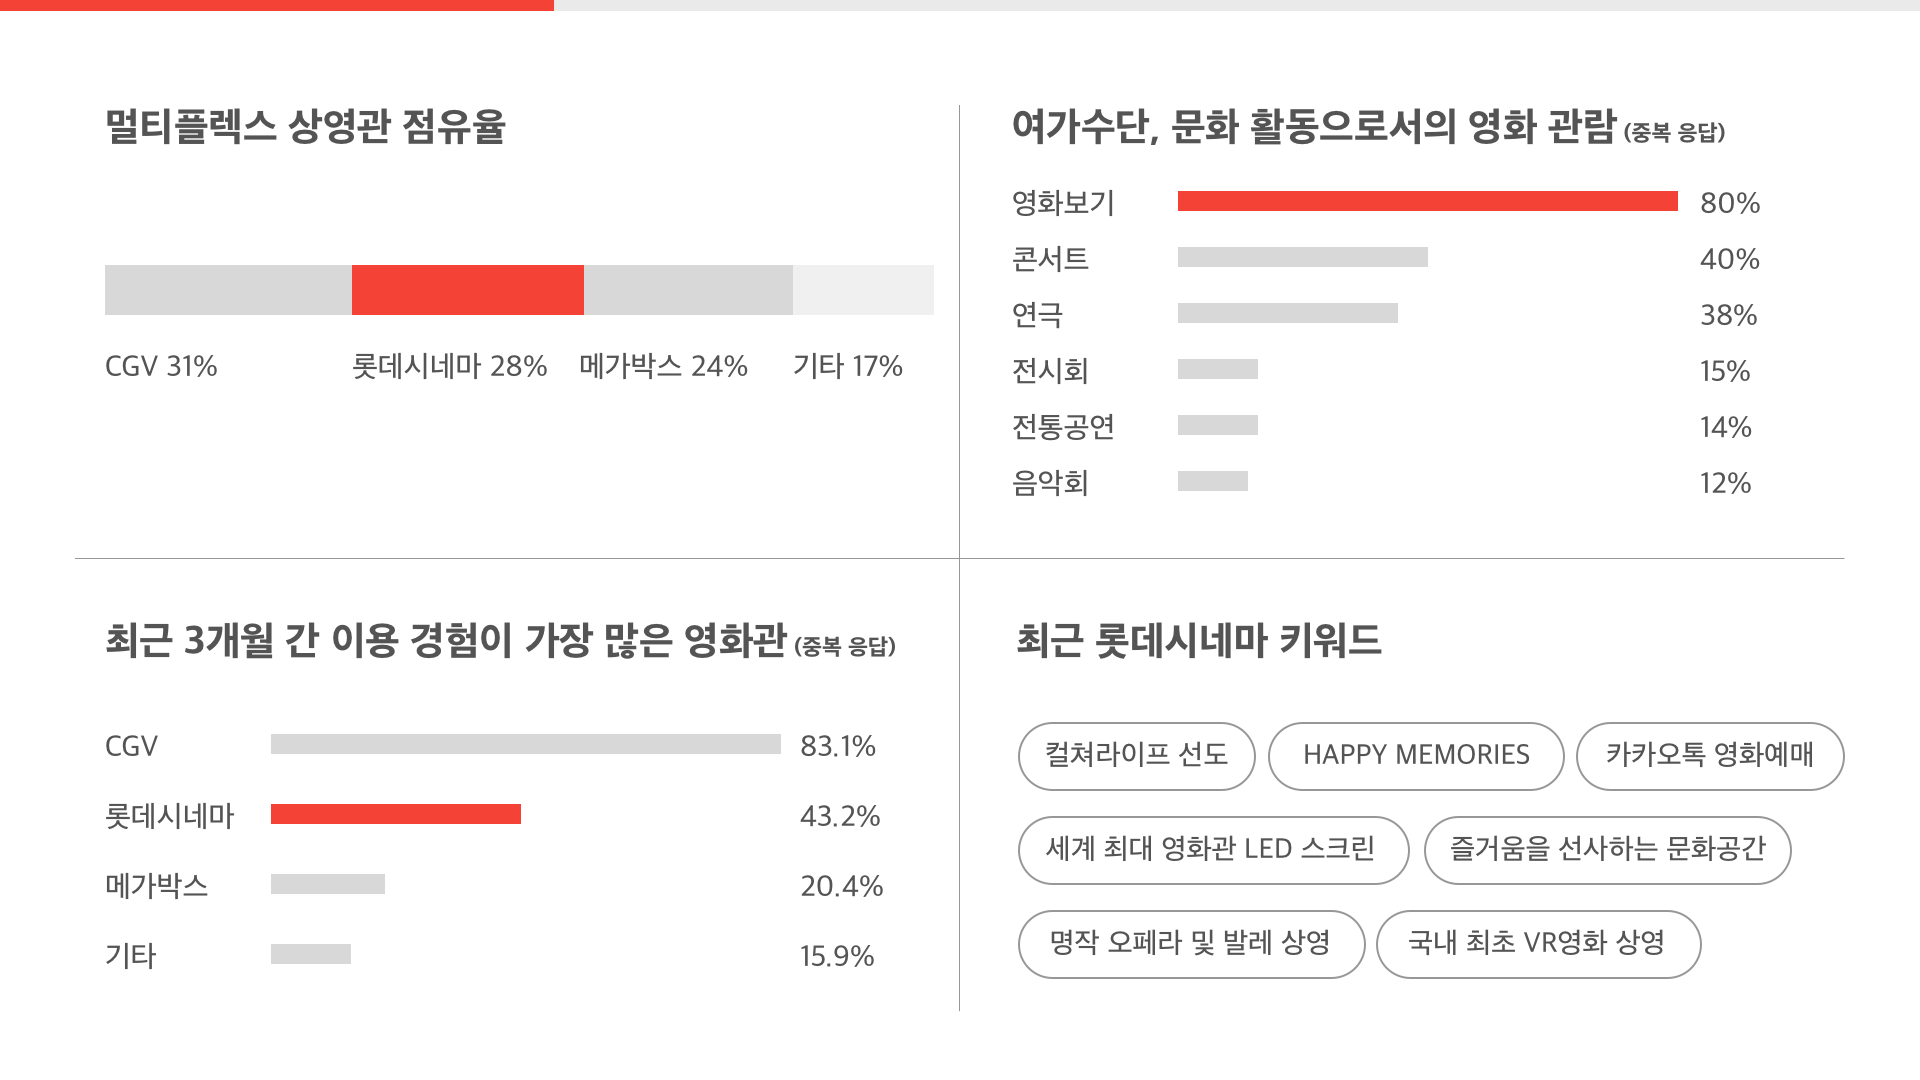 멀티플렉스 상영관 점유율
CGV 31%
롯데시네마 28%
메가박스 24%
기타 17%
여가수단, 문화 활동으로서의 영화 관람 (중복 응답)
영화보기 80%
콘서트 40%
연극 38%
전시회 15%
전통공연 14%
음악회 12%
최근 3개월 간 이용 경험이 가장 많은 영화관 (중복 응답)
CGV 83.1%
롯데시네마 43.2%
메가박스 20.4%
기타 15.9%
최근 롯데시네마 키워드
컬쳐라이프 선도
HAPPY MEMORIES
카카오톡 영화예매
세계 최대 영화관 LED 스크린
즐거움을 선사하는 문화공간
명작 오페라 및 발레 상영
국내 최초 VR영화 상영